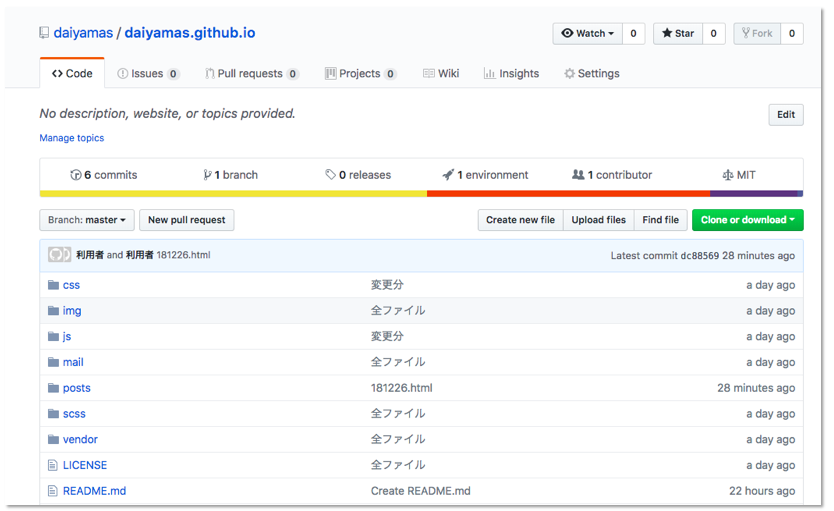 daiyamas / daiyamas.github.io Watch 0 Star 0 Fork 0
Code Issues 0 Pull requests 0 Projects 0 Wiki Insights Settings
No description, website, or topics provided. Edit
Manage topics
6 commits 1 branch 0 releases 1 environment 1 contributor MIT
Branch: master New pull request Create new file Upload files Find file Clone or download
利用者 and 利用者 181226.html Latest commit dc88569 28 minutes ago
css 変更分 a day ago
img 全ファイル a day ago
js 変更分 a day ago
mail 全ファイル a day ago
posts 181226.html 28 minutes ago
scss 全ファイル a day ago
vendor 全ファイル a day ago
LICENSE 全ファイル a day ago
README.md Create README.md 22 hours ago